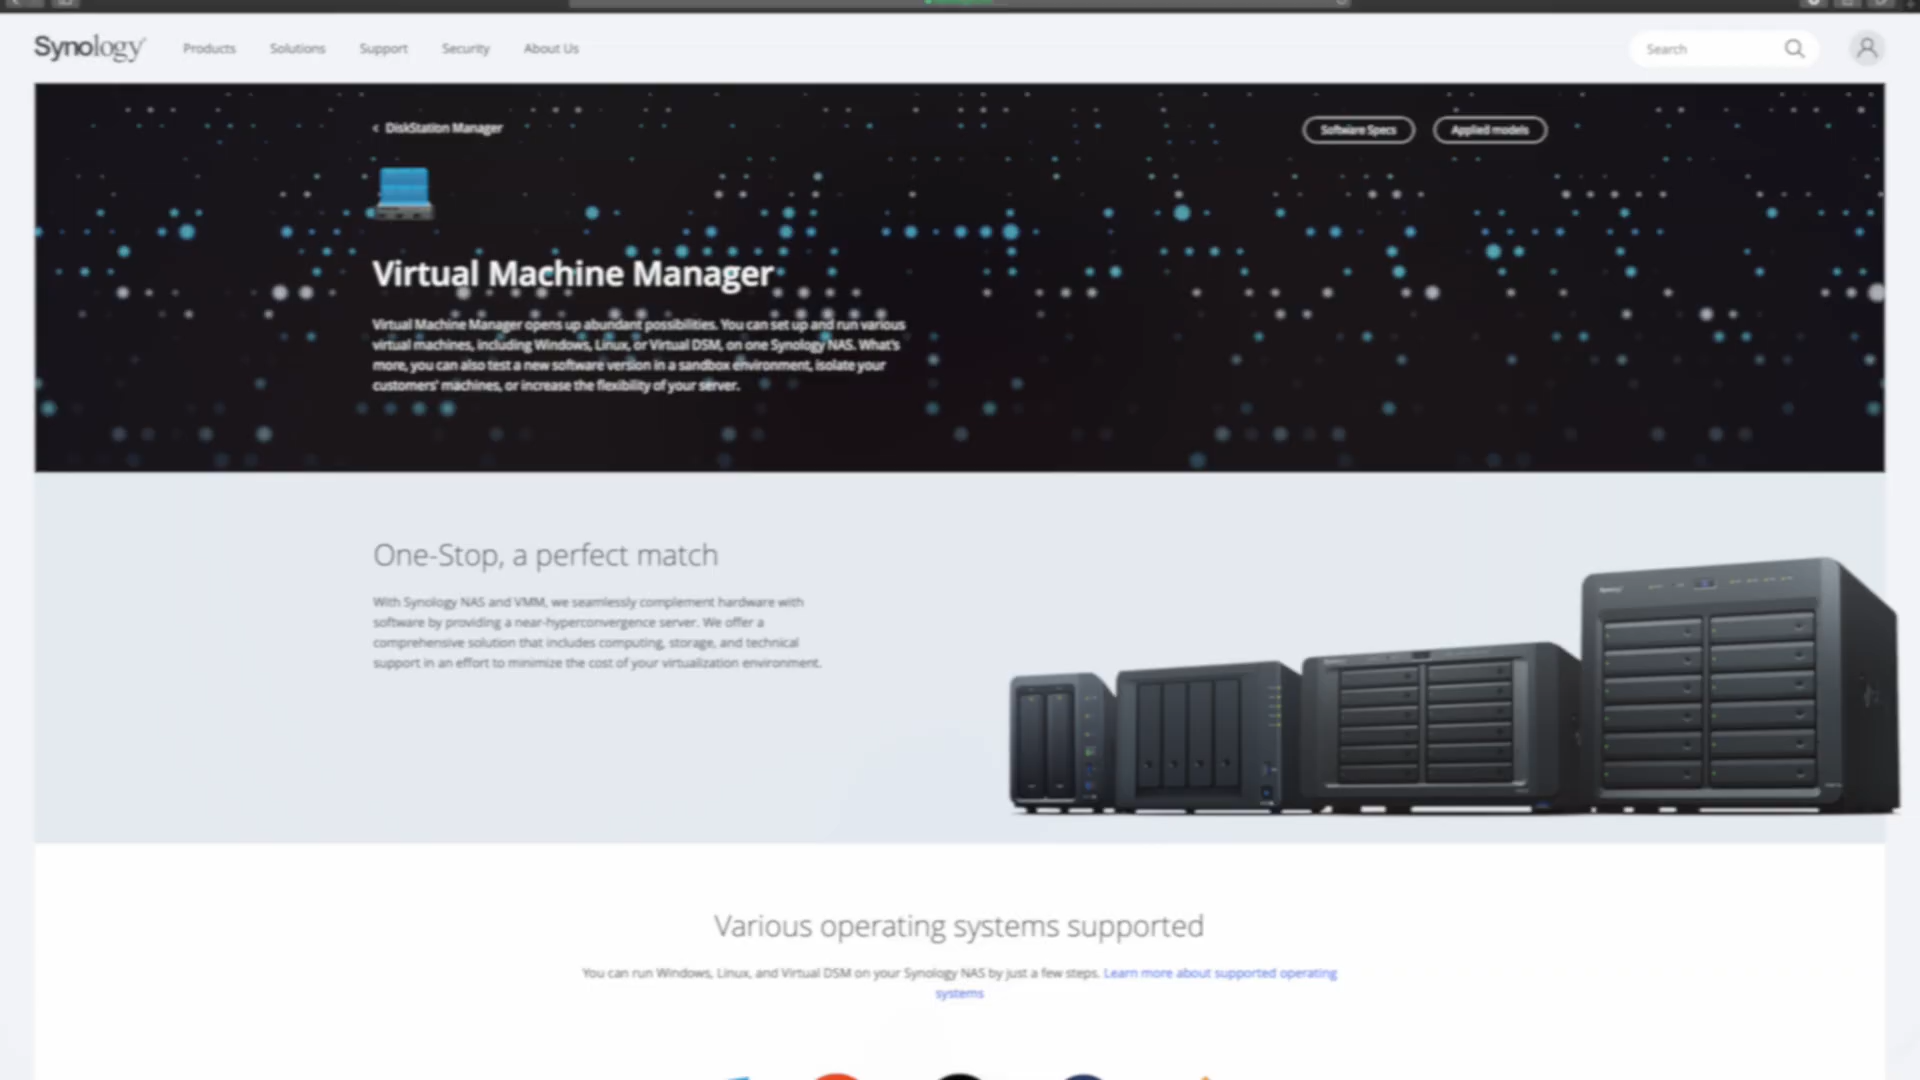 Synology
Products
Solutions
Support
Security
About Us
Search
< DiskStation Manager
Software Specs
Applied models
Virtual Machine Manager
Virtual Machine Manager opens up abundant possibilities. You can set up and run various
virtual machines, including Windows, Linux, or Virtual DSM, on one Synology NAS. What's
more, you can also test a new software version in a sandbox environment, isolate your
customers' machines, or increase the flexibility of your server.
One-Stop, a perfect match
With Synology NAS and VMM, we seamlessly complement hardware with
software by providing a near-hyperconvergence server. We offer a
comprehensive solution that includes computing, storage, and technical
support in an effort to minimize the cost of your virtualization environment.
Various operating systems supported
You can run Windows, Linux, and Virtual DSM on your Synology NAS by just a few steps. Learn more about supported operating
systems